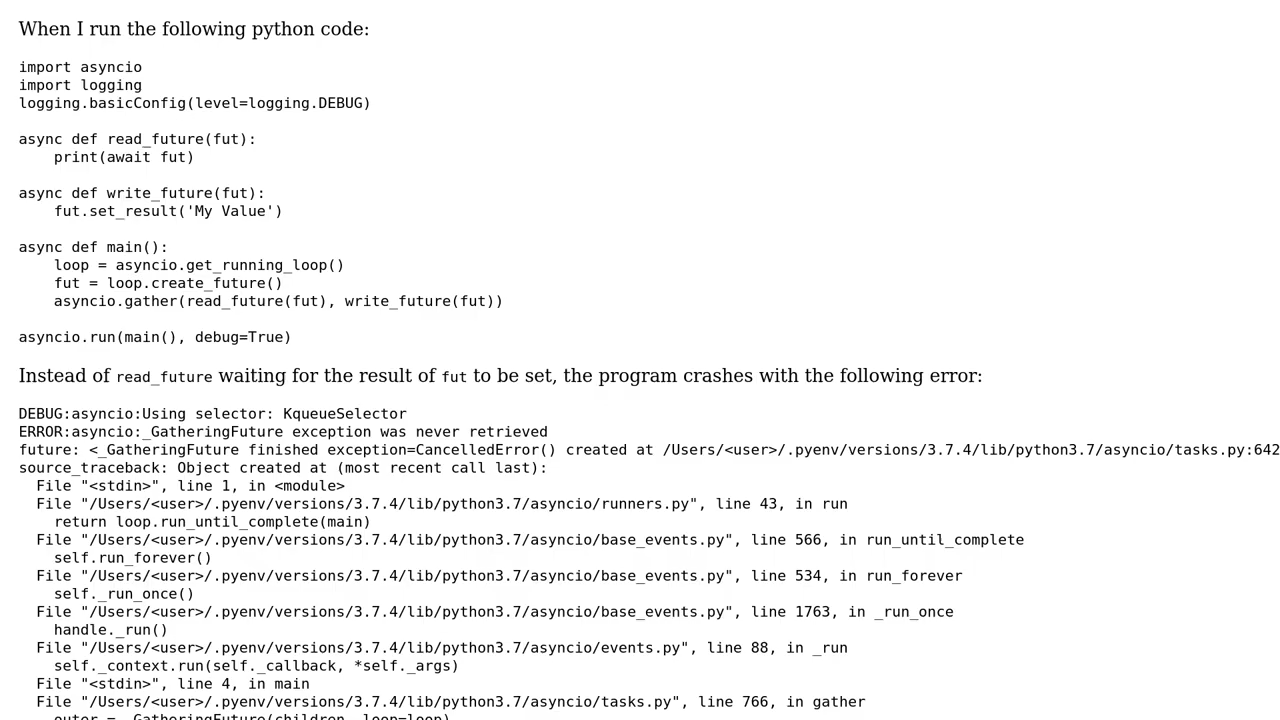 When I run the following python code:
import asyncio
import logging
logging.basicConfig(level=logging.DEBUG)
async def read_future(fut):
    print(await fut)
async def write_future(fut):
    fut.set_result('My Value')
async def main():
    loop = asyncio.get_running_loop()
    fut = loop.create_future()
    asyncio.gather(read_future(fut), write_future(fut))
asyncio.run(main(), debug=True)
Instead of read_future waiting for the result of fut to be set, the program crashes with the following error:
DEBUG:asyncio:Using selector: KqueueSelector
ERROR:asyncio:_GatheringFuture exception was never retrieved
future: <_GatheringFuture finished exception=CancelledError() created at /Users/<user>/.pyenv/versions/3.7.4/lib/python3.7/asyncio/tasks.py:642
source_traceback: Object created at (most recent call last):
  File "<stdin>", line 1, in <module>
  File "/Users/<user>/.pyenv/versions/3.7.4/lib/python3.7/asyncio/runners.py", line 43, in run
    return loop.run_until_complete(main)
  File "/Users/<user>/.pyenv/versions/3.7.4/lib/python3.7/asyncio/base_events.py", line 566, in run_until_complete
    self.run_forever()
  File "/Users/<user>/.pyenv/versions/3.7.4/lib/python3.7/asyncio/base_events.py", line 534, in run_forever
    self._run_once()
  File "/Users/<user>/.pyenv/versions/3.7.4/lib/python3.7/asyncio/base_events.py", line 1763, in _run_once
    handle._run()
  File "/Users/<user>/.pyenv/versions/3.7.4/lib/python3.7/asyncio/events.py", line 88, in _run
    self._context.run(self._callback, *self._args)
  File "<stdin>", line 4, in main
  File "/Users/<user>/.pyenv/versions/3.7.4/lib/python3.7/asyncio/tasks.py", line 766, in gather
    outer = _GatheringFuture(children, loop=loop)